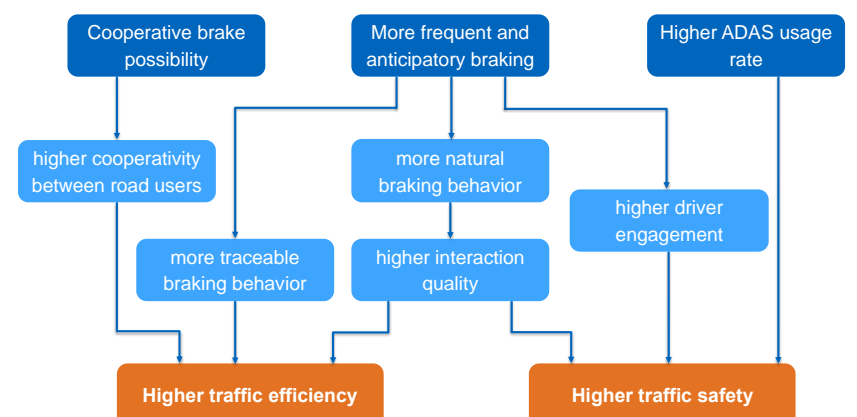 Cooperative brake
possibility
More frequent and
anticipatory braking
Higher ADAS usage
rate
higher cooperativity
between road users
more natural
braking behavior
higher driver
engagement
more traceable
braking behavior
higher interaction
quality
Higher traffic efficiency
Higher traffic safety